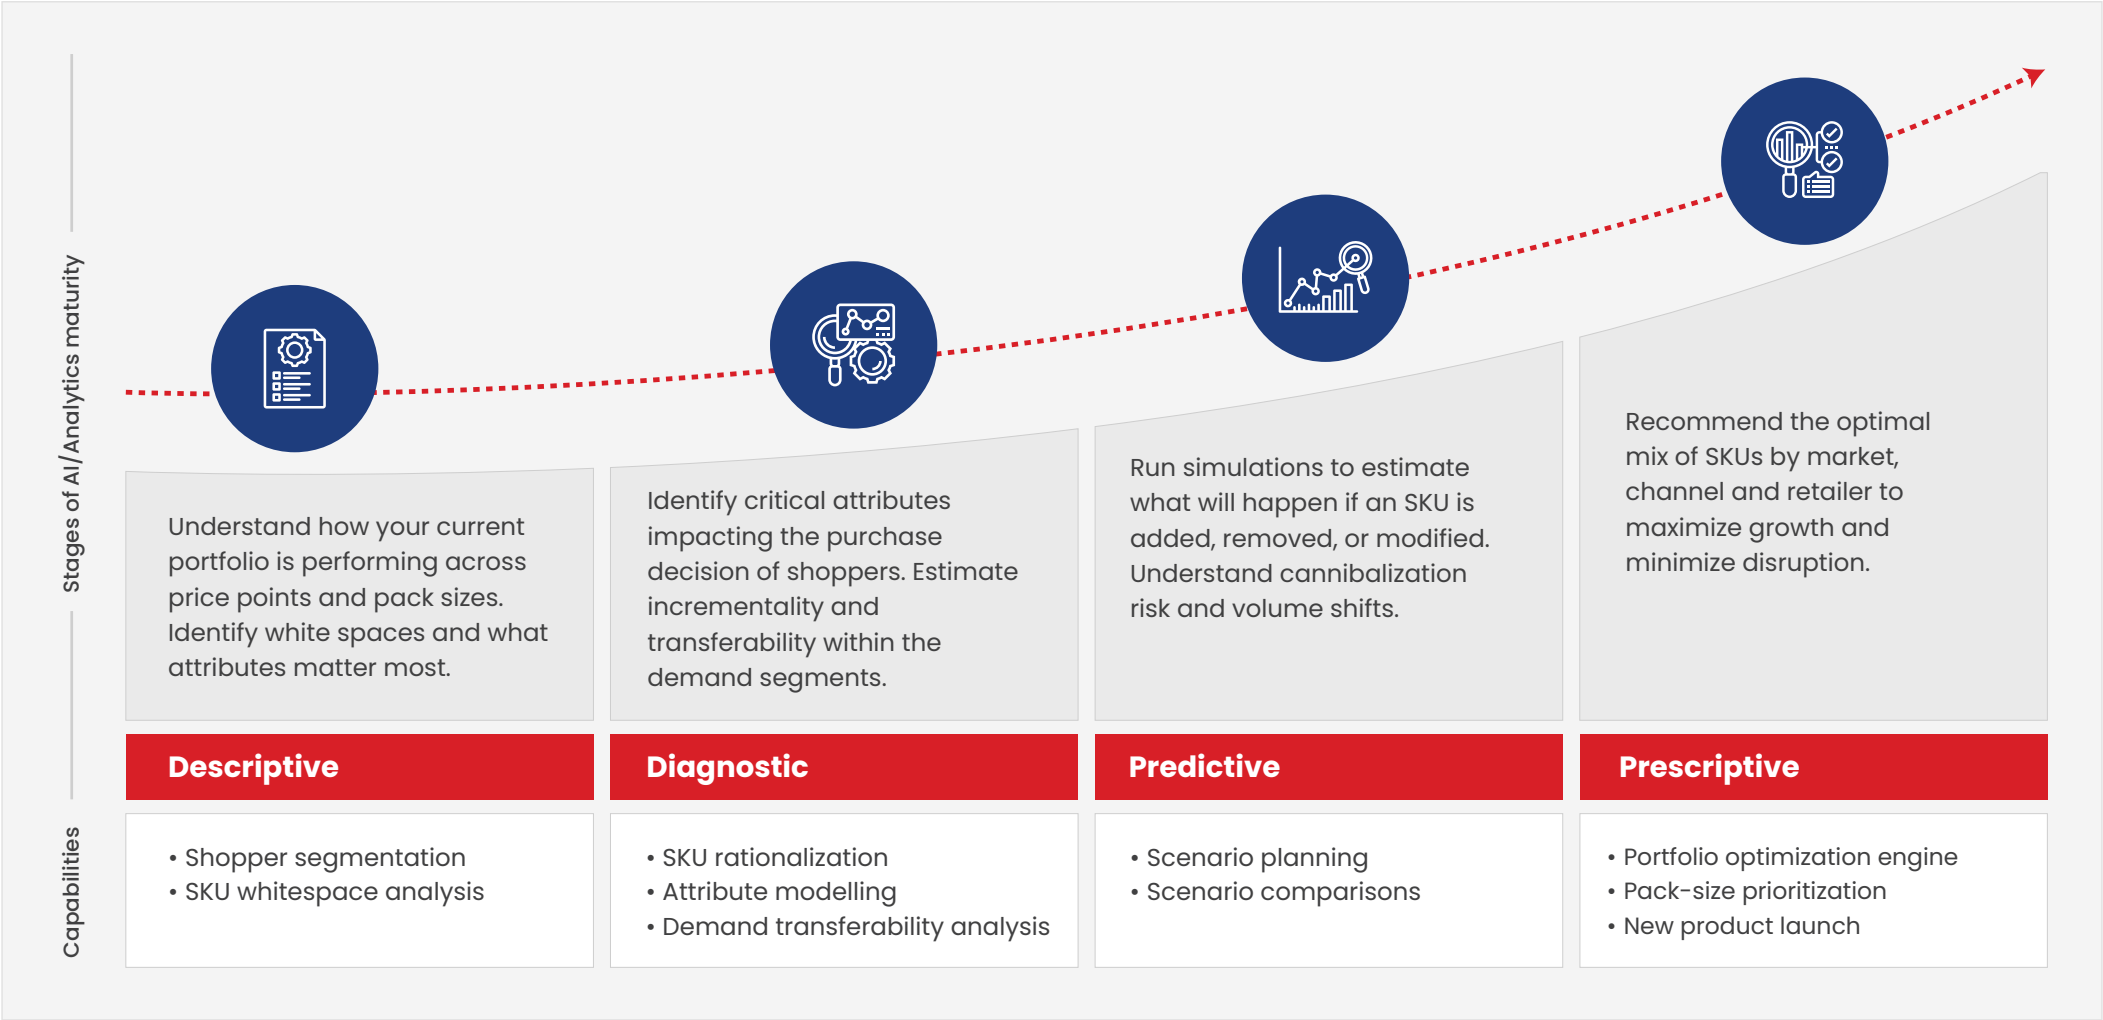 Stages of AI/Analytics maturity
Understand how your current
portfolio is performing across
price points and pack sizes.
Identify white spaces and what
attributes matter most.
Identify critical attributes
impacting the purchase
decision of shoppers. Estimate
incrementality and
transferability within the
demand segments.
Run simulations to estimate
what will happen if an SKU is
added, removed, or modified.
Understand cannibalization
risk and volume shifts.
Recommend the optimal
mix of SKUs by market,
channel and retailer to
maximize growth and
minimize disruption.
Descriptive
Diagnostic
Predictive
Prescriptive
Capabilities
• Shopper segmentation
• SKU whitespace analysis
• SKU rationalization
• Attribute modelling
• Demand transferability analysis
• Scenario planning
• Scenario comparisons
• Portfolio optimization engine
• Pack-size prioritization
• New product launch